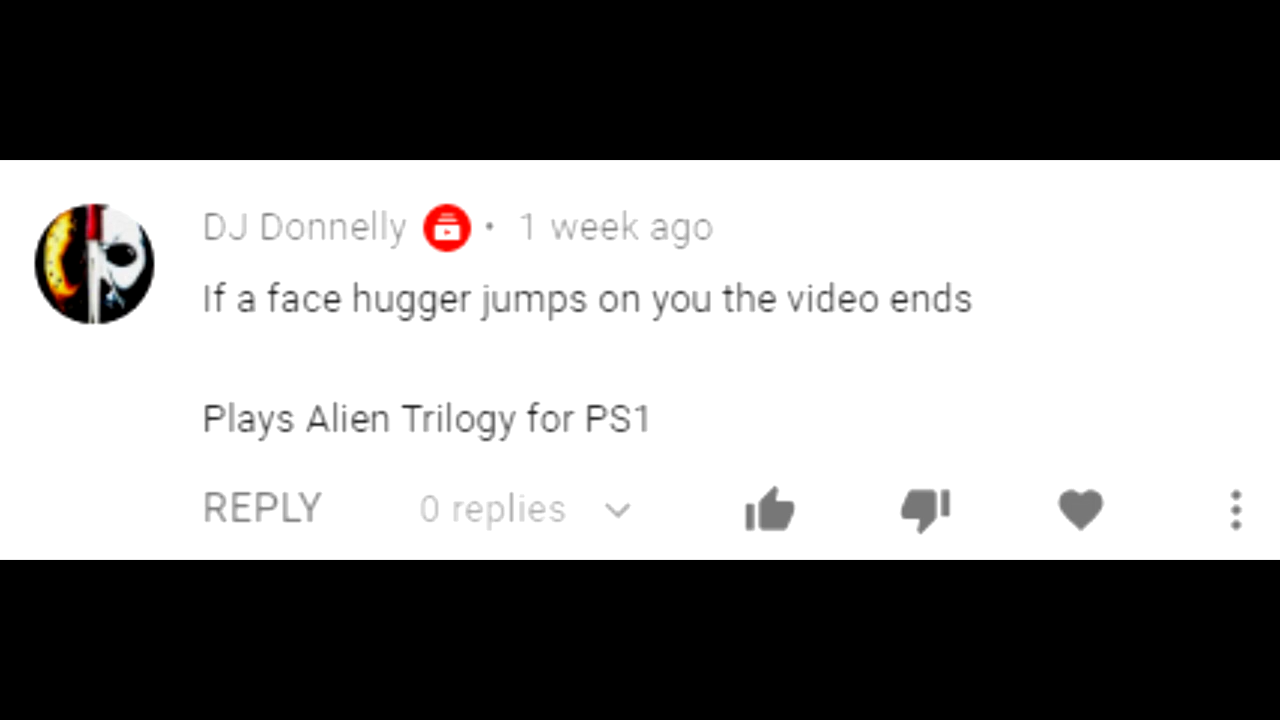 DJ Donnelly • 1 week ago
If a face hugger jumps on you the video ends
Plays Alien Trilogy for PS1
REPLY 0 replies